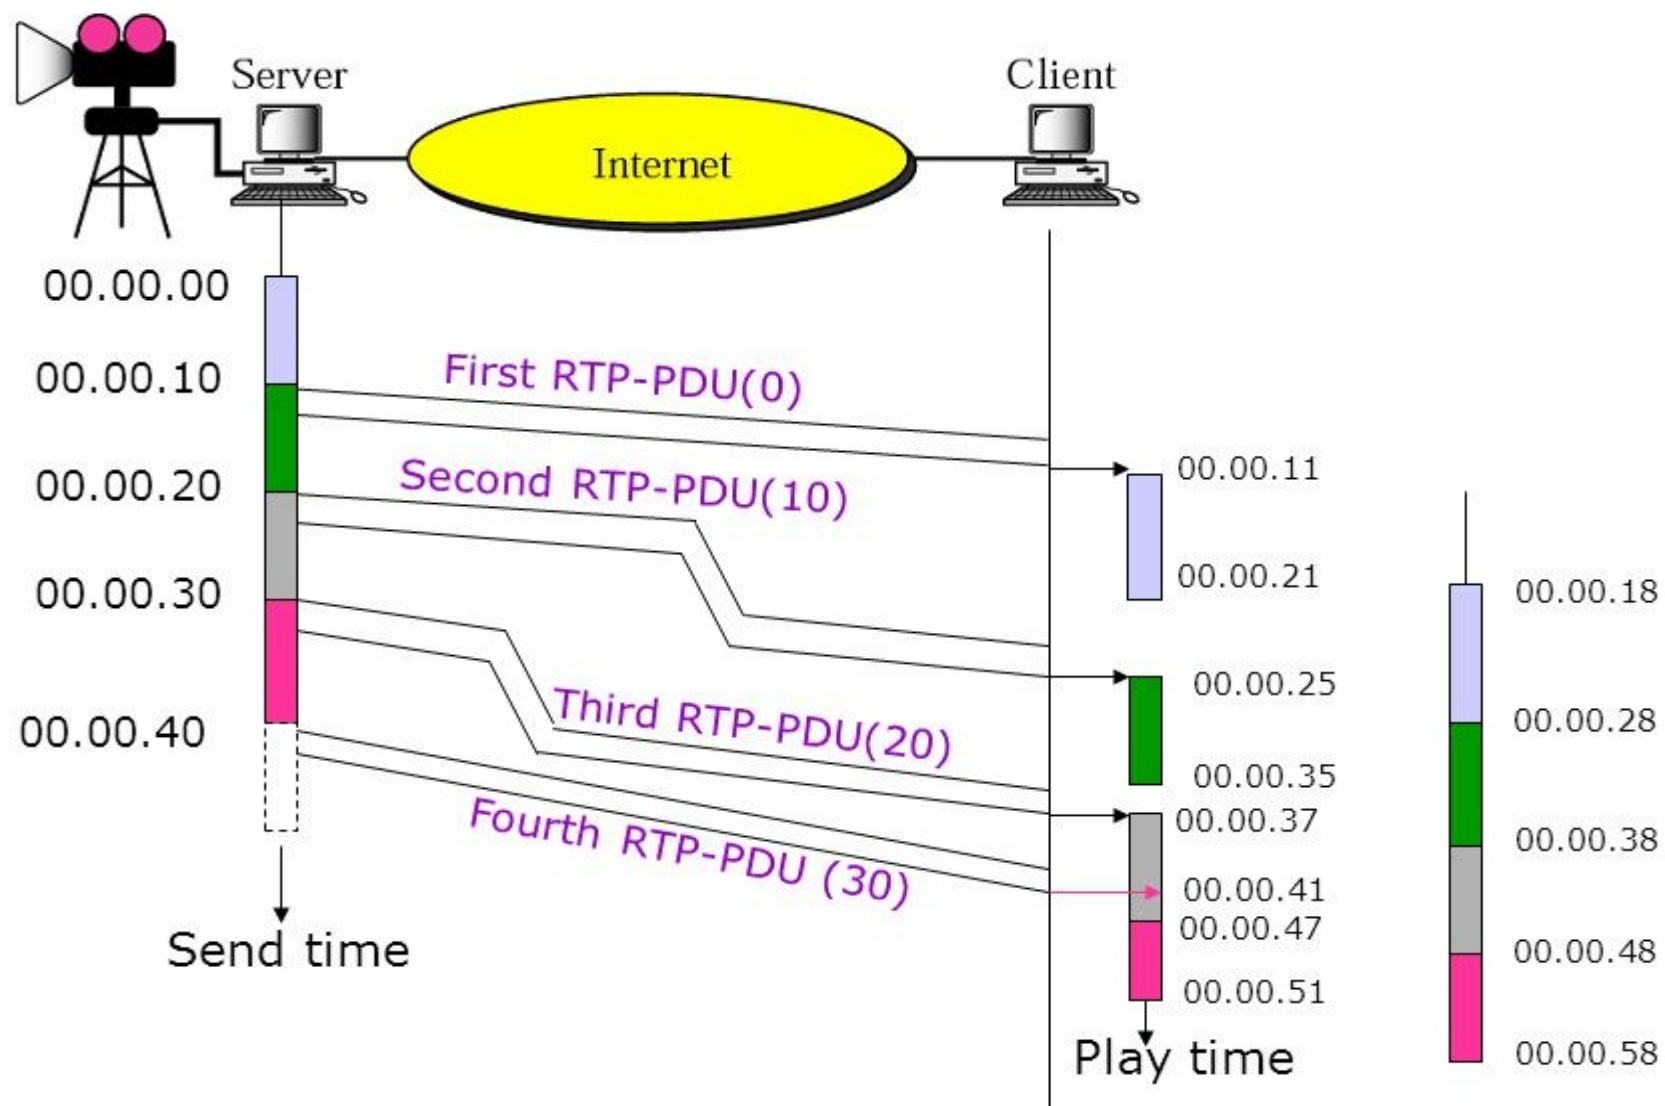 Server
Client
Internet
00.00.00
00.00.10
First RTP-PDU(0)
00.00.11
00.00.20
Second RTP-PDU(10)
00.00.21
00.00.18
00.00.30
00.00.25
00.00.28
00.00.40
Third RTP-PDU(20)
00.00.35
00.00.37
00.00.38
Fourth RTP-PDU (30)
00.00.41
00.00.47
00.00.48
Send time
00.00.51
Play time
00.00.58